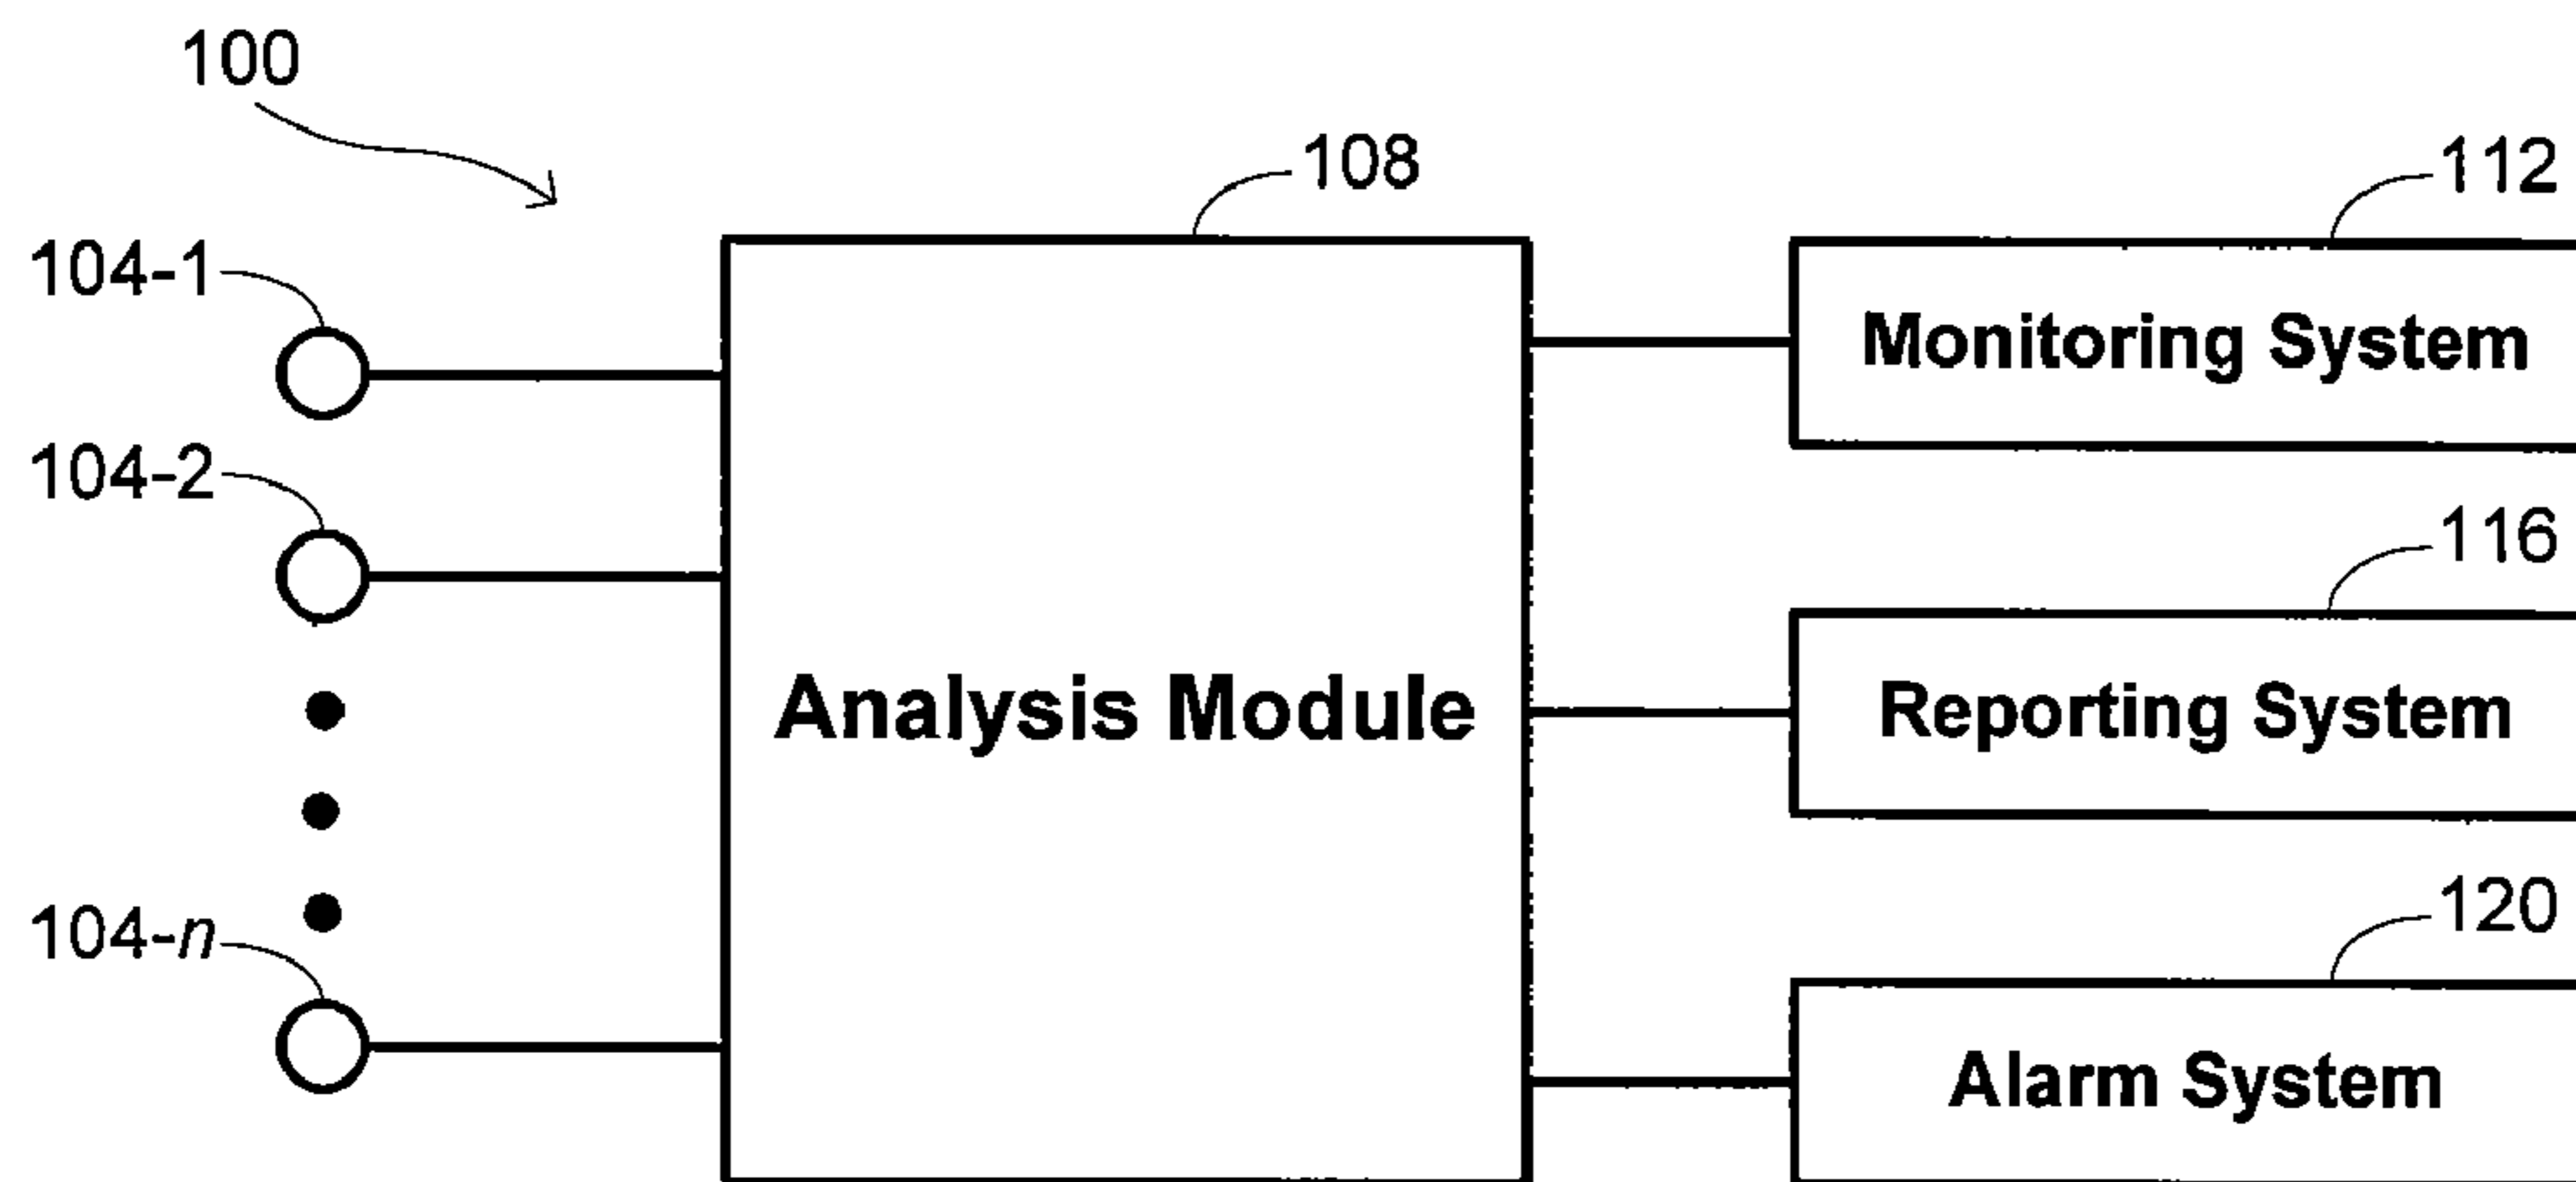 100
108
112
104-1
Monitoring System
104-2
116
Analysis Module
Reporting System
104-n
120
Alarm System